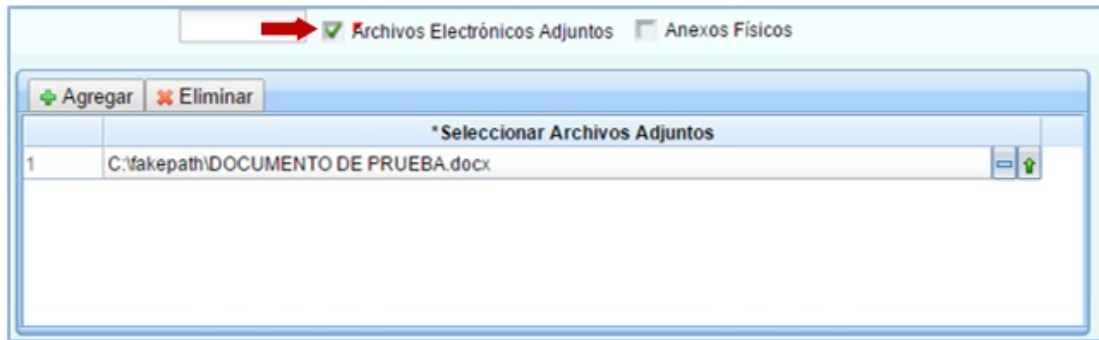 Archivos Electrónicos Adjuntos Anexos Físicos
Agregar Eliminar
*Seleccionar Archivos Adjuntos
1 C:\fakepath\DOCUMENTO DE PRUEBA.docx